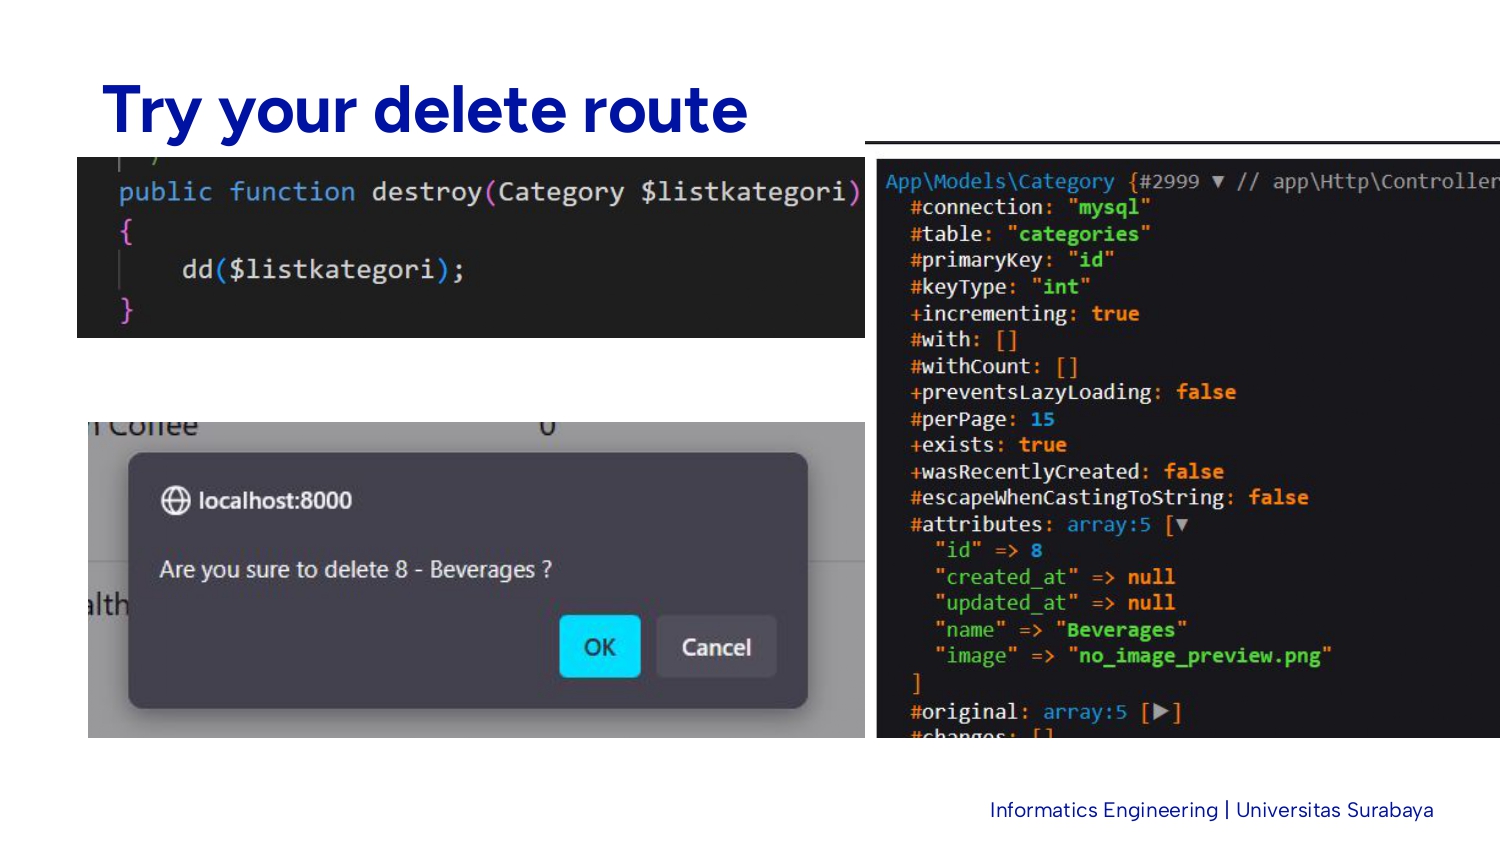 Try your delete route
public function destroy(Category $listkategori)
{
dd($listkategori);
}
n Coffee 0
localhost:8000
Are you sure to delete 8 - Beverages ?
alth
OK Cancel
App\Models\Category {#2999 ▼ // app\Http\Controller
#connection: "mysql"
#table: "categories"
#primaryKey: "id"
#keyType: "int"
+incrementing: true
#with: []
#withCount: []
+preventsLazyLoading: false
#perPage: 15
+exists: true
+wasRecentlyCreated: false
#escapeWhenCastingToString: false
#attributes: array:5 [▼
"id" => 8
"created_at" => null
"updated_at" => null
"name" => "Beverages"
"image" => "no_image_preview.png"
]
#original: array:5 [▶]
#changes: []
Informatics Engineering | Universitas Surabaya